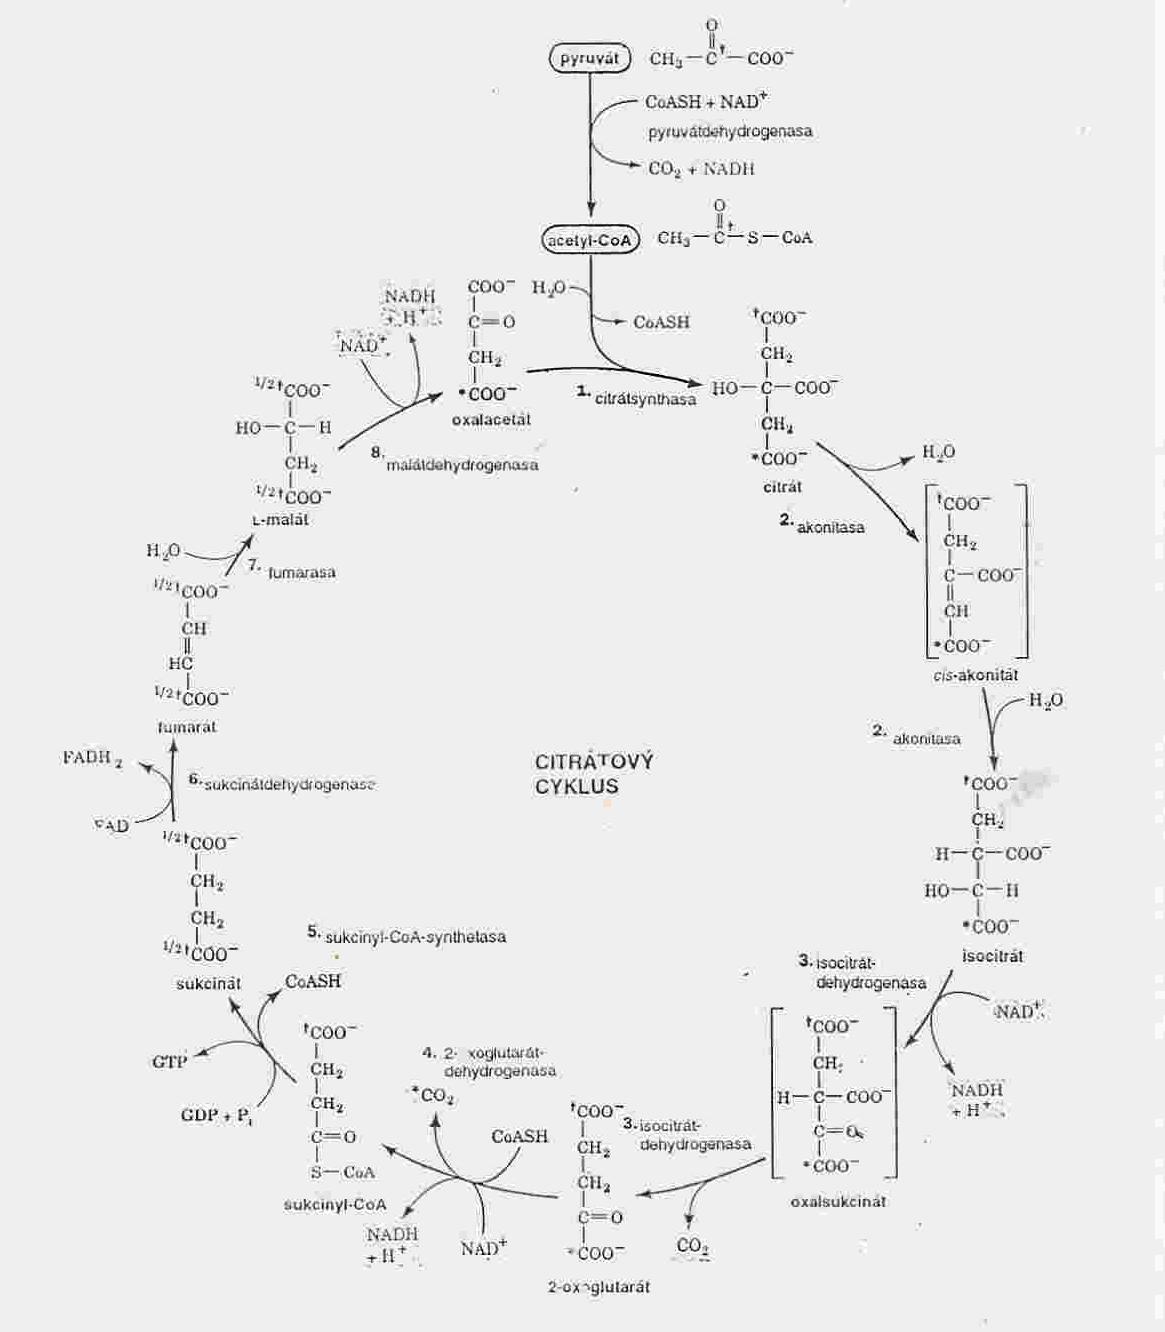 pyruvát
O
CH₃—C†—COO⁻
CoASH + NAD⁺
pyruvátdehydrogenasa
CO₂ + NADH
acetyl-CoA
O
CH₃—C†—S—CoA
H₂O
CoASH
COO⁻
C=O
CH₂
*COO⁻
oxalacetát
1. citrátsynthasa
†COO⁻
CH₂
HO—C—COO⁻
CH₂
*COO⁻
citrát
H₂O
2. akonitasa
†COO⁻
CH₂
C—COO⁻
CH
*COO⁻
cis-akonitát
H₂O
2. akonitasa
CITRÁTOVÝ
CYKLUS
†COO⁻
CH₂
H—C—COO⁻
HO—C—H
*COO⁻
isocitrát
3. isocitrát-
dehydrogenasa
NAD⁺
NADH
+ H⁺
†COO⁻
CH₂
H—C—COO⁻
C=O
*COO⁻
oxalsukcinát
3. isocitrát-
dehydrogenasa
CO₂
†COO⁻
CH₂
CH₂
C=O
*COO⁻
2-oxoglutarát
4. 2- xoglutarát-
dehydrogenasa
*CO₂
CoASH
NAD⁺
NADH
+ H⁺
†COO⁻
CH₂
CH₂
C=O
S—CoA
sukcinyl-CoA
5. sukcinyl-CoA-synthetasa
CoASH
GTP
GDP + Pᵢ
1/2†COO⁻
CH₂
CH₂
1/2†COO⁻
sukcinát
6. sukcinátdehydrogenasa
FADH₂
FAD
1/2†COO⁻
CH
HC
1/2†COO⁻
fumarát
H₂O
7. fumarasa
1/2†COO⁻
HO—C—H
CH₂
1/2†COO⁻
L-malát
8. malátdehydrogenasa
NAD⁺
NADH
+ H⁺